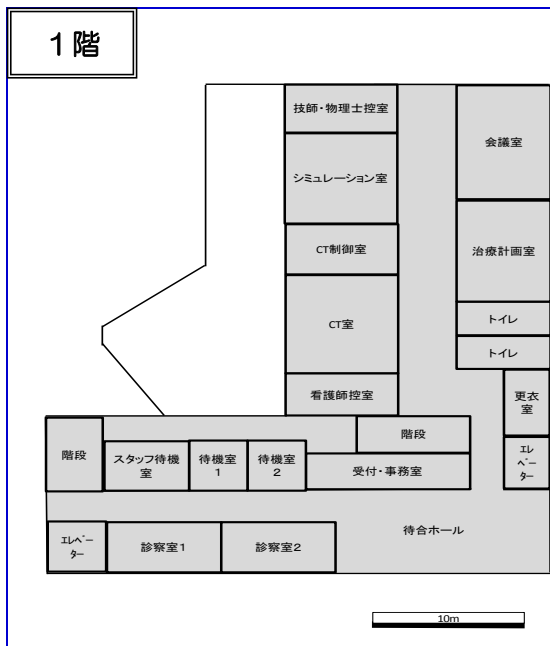 1階
技師・物理士控室
会議室
シミュレーション室
CT制御室
治療計画室
CT室
トイレ
トイレ
看護師控室
更衣
室
階段
階段
スタッフ待機
室
待機室
1
待機室
2
受付・事務室
エレ
ベー
ター
待合ホール
エレベー
ター
診察室1
診察室2
10m